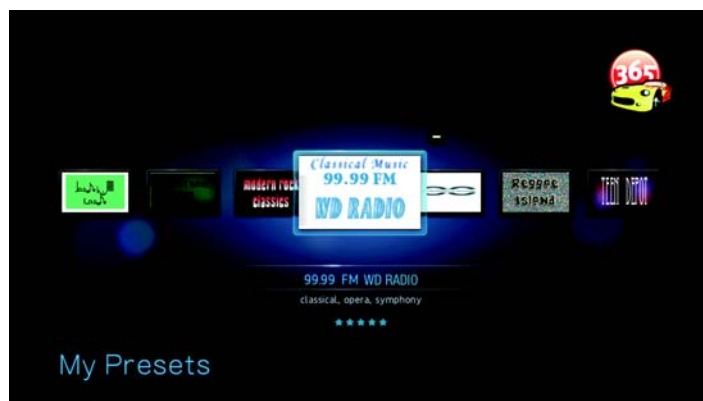 365
modern rock
classics
Classical Music
99.99 FM
WD RADIO
Reggae
Island
TEEN DEPOT
99.99 FM WD RADIO
classical, opera, symphony
My Presets